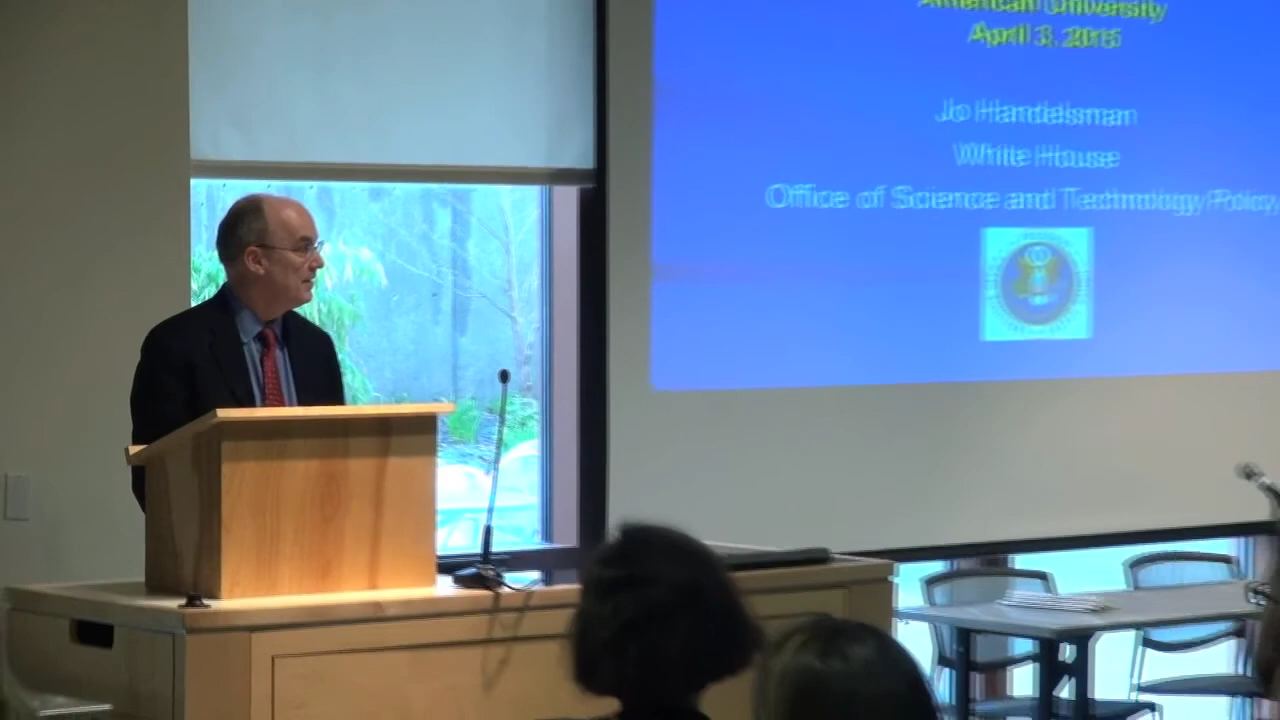 American University
April 3, 2015
Jo Handelsman
White House
Office of Science and Technology Policy,